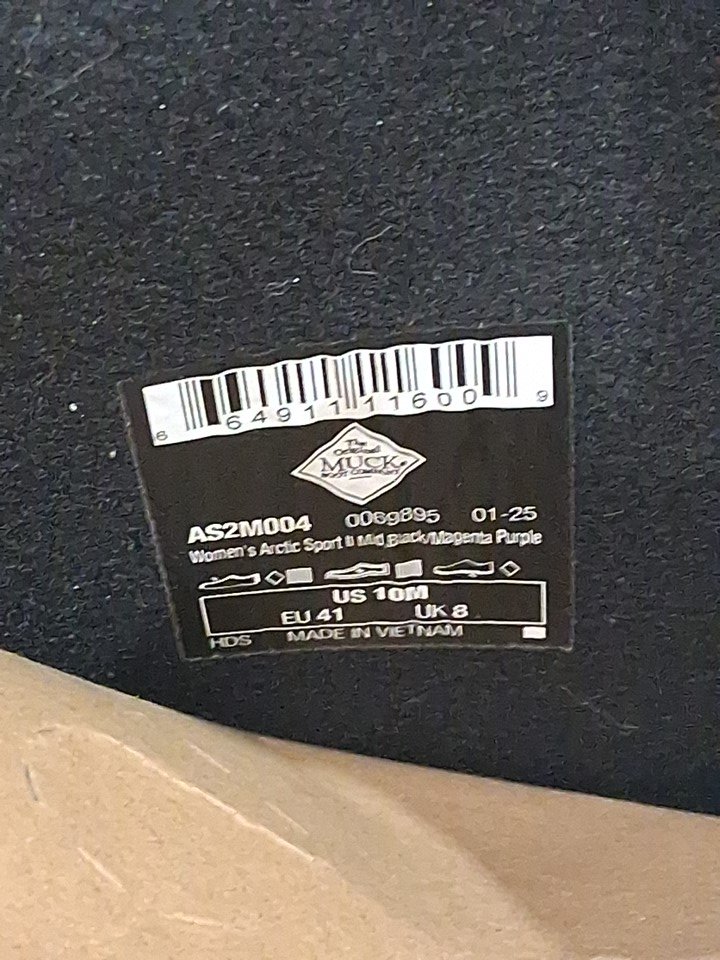 6 64911 11600 9
The
Original
MUCK
BOOT COMPANY
AS2M004 0069895 01-25
Women's Arctic Sport II Mid,Black/Magenta Purple
US 10M
EU 41 UK 8
HDS MADE IN VIETNAM